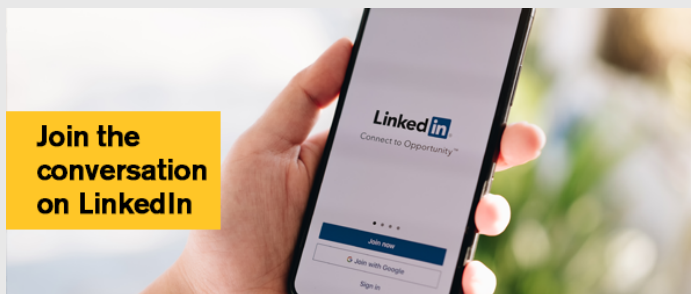 Join the
conversation
on LinkedIn
Linked in
Connect to Opportunity™
Join now
G Join with Google
Sign in